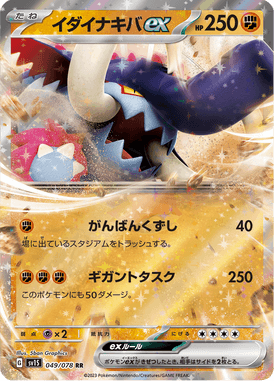 たね イダイナキバex HP 250
がんばんくずし 40
場に出ているスタジアムをトラッシュする。
ギガントタスク 250
このポケモンにも50ダメージ。
弱点 ×2 抵抗力 にげる
exルール
ポケモンexがきぜつしたとき、相手はサイドを2枚とる。
Illus. 5ban Graphics
sv1S 049/078 RR
©2023 Pokémon/Nintendo/Creatures/GAME FREAK